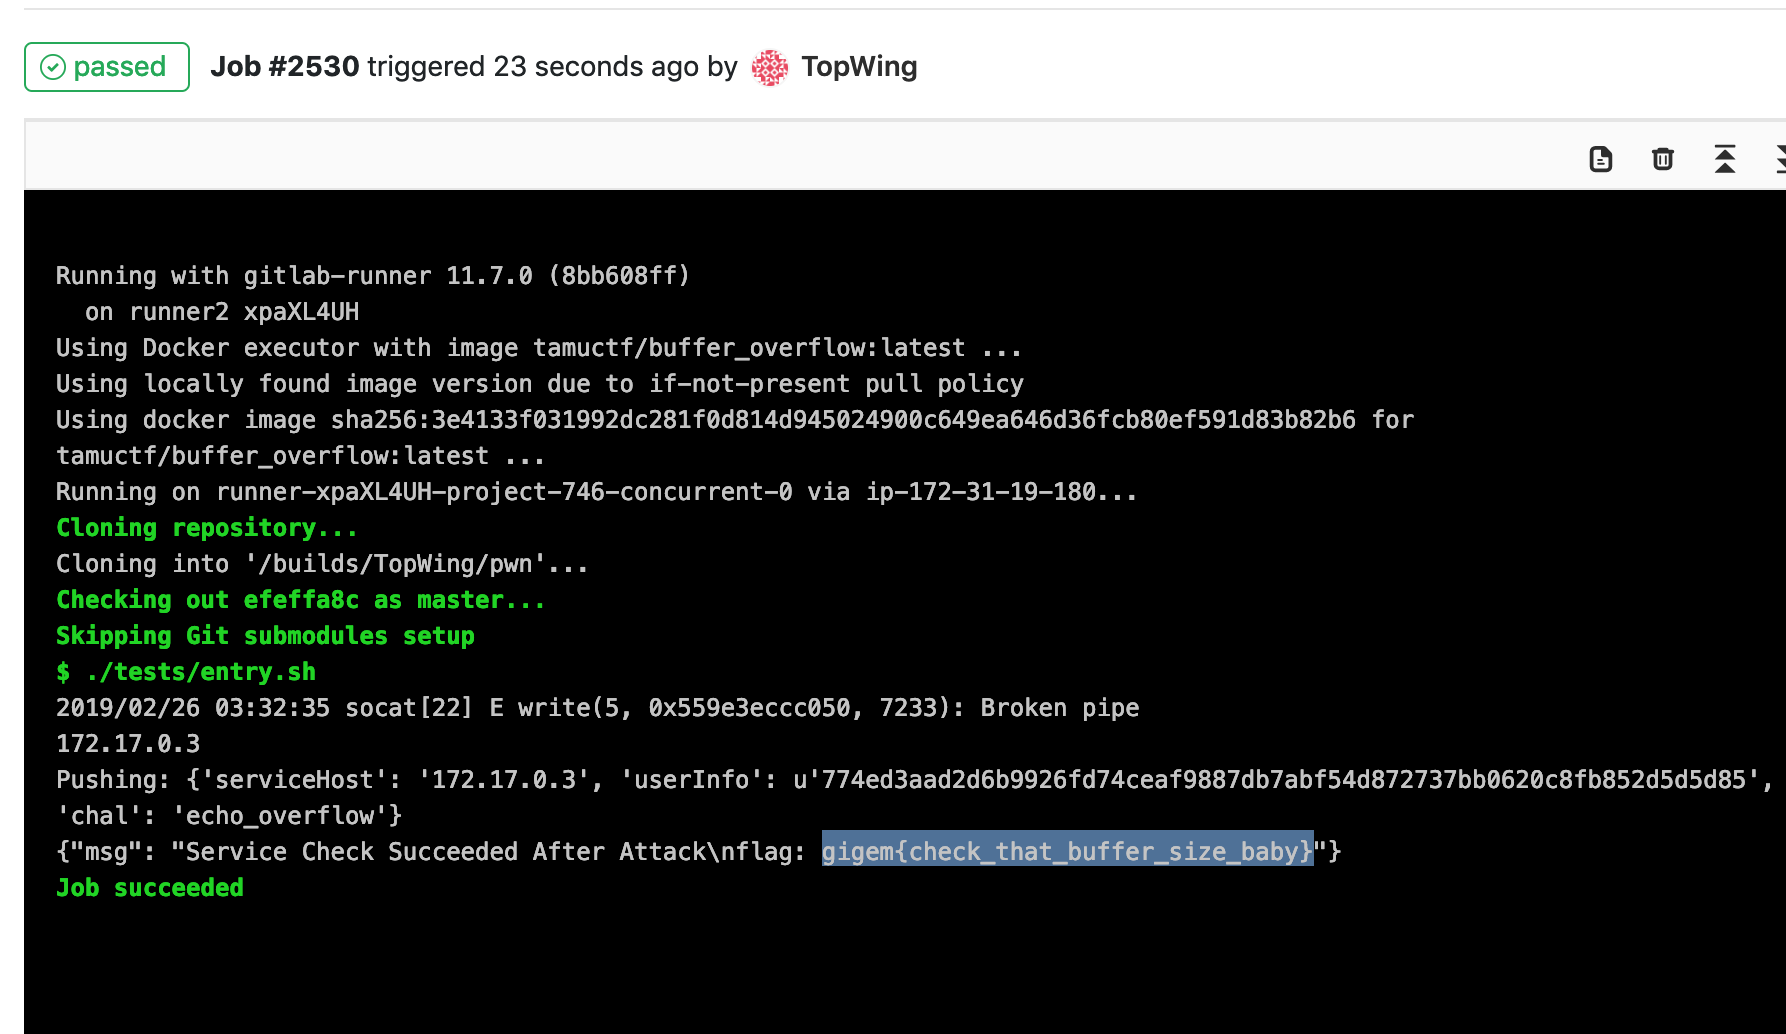 passed Job #2530 triggered 23 seconds ago by TopWing
Running with gitlab-runner 11.7.0 (8bb608ff)
on runner2 xpaXL4UH
Using Docker executor with image tamuctf/buffer_overflow:latest ...
Using locally found image version due to if-not-present pull policy
Using docker image sha256:3e4133f031992dc281f0d814d945024900c649ea646d36fcb80ef591d83b82b6 for
tamuctf/buffer_overflow:latest ...
Running on runner-xpaXL4UH-project-746-concurrent-0 via ip-172-31-19-180...
Cloning repository...
Cloning into '/builds/TopWing/pwn'...
Checking out efeffa8c as master...
Skipping Git submodules setup
$ ./tests/entry.sh
2019/02/26 03:32:35 socat[22] E write(5, 0x559e3eccc050, 7233): Broken pipe
172.17.0.3
Pushing: {'serviceHost': '172.17.0.3', 'userInfo': u'774ed3aad2d6b9926fd74ceaf9887db7abf54d872737bb0620c8fb852d5d5d85',
'chal': 'echo_overflow'}
{"msg": "Service Check Succeeded After Attack\nflag: gigem{check_that_buffer_size_baby}"}
Job succeeded